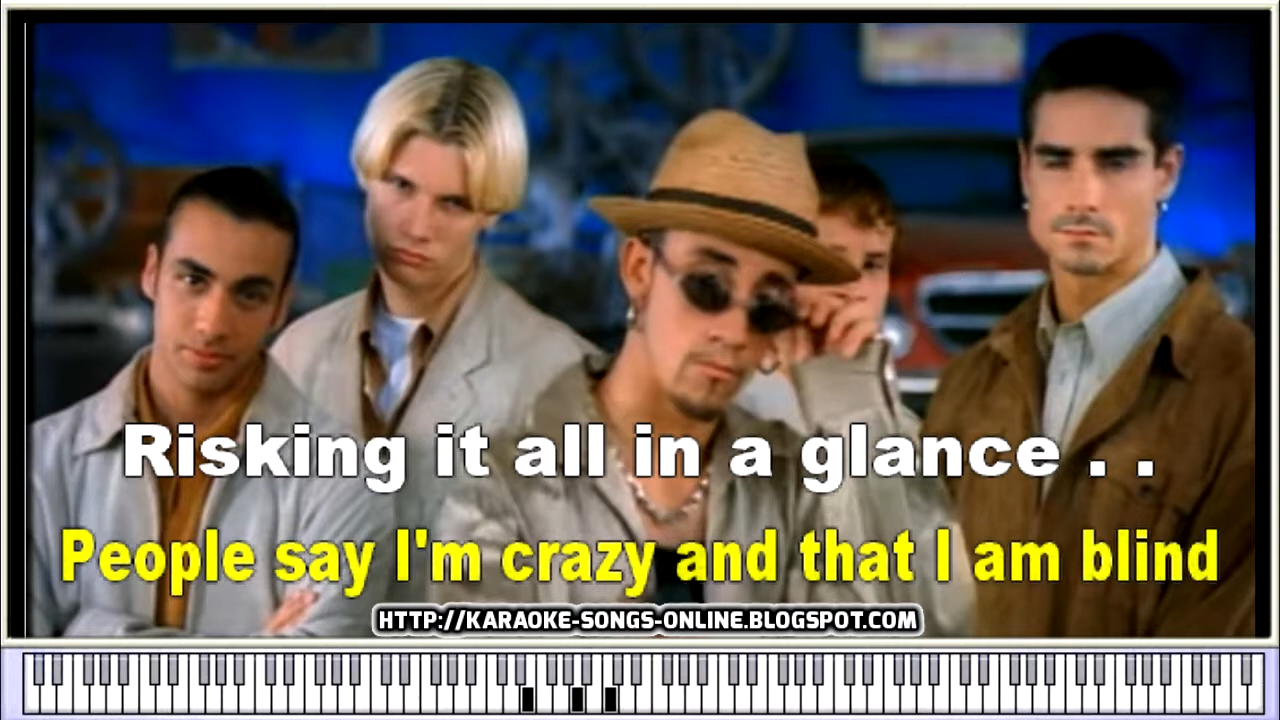 Risking it all in a glance . .
People say I'm crazy and that I am blind
HTTP://KARAOKE-SONGS-ONLINE.BLOGSPOT.COM